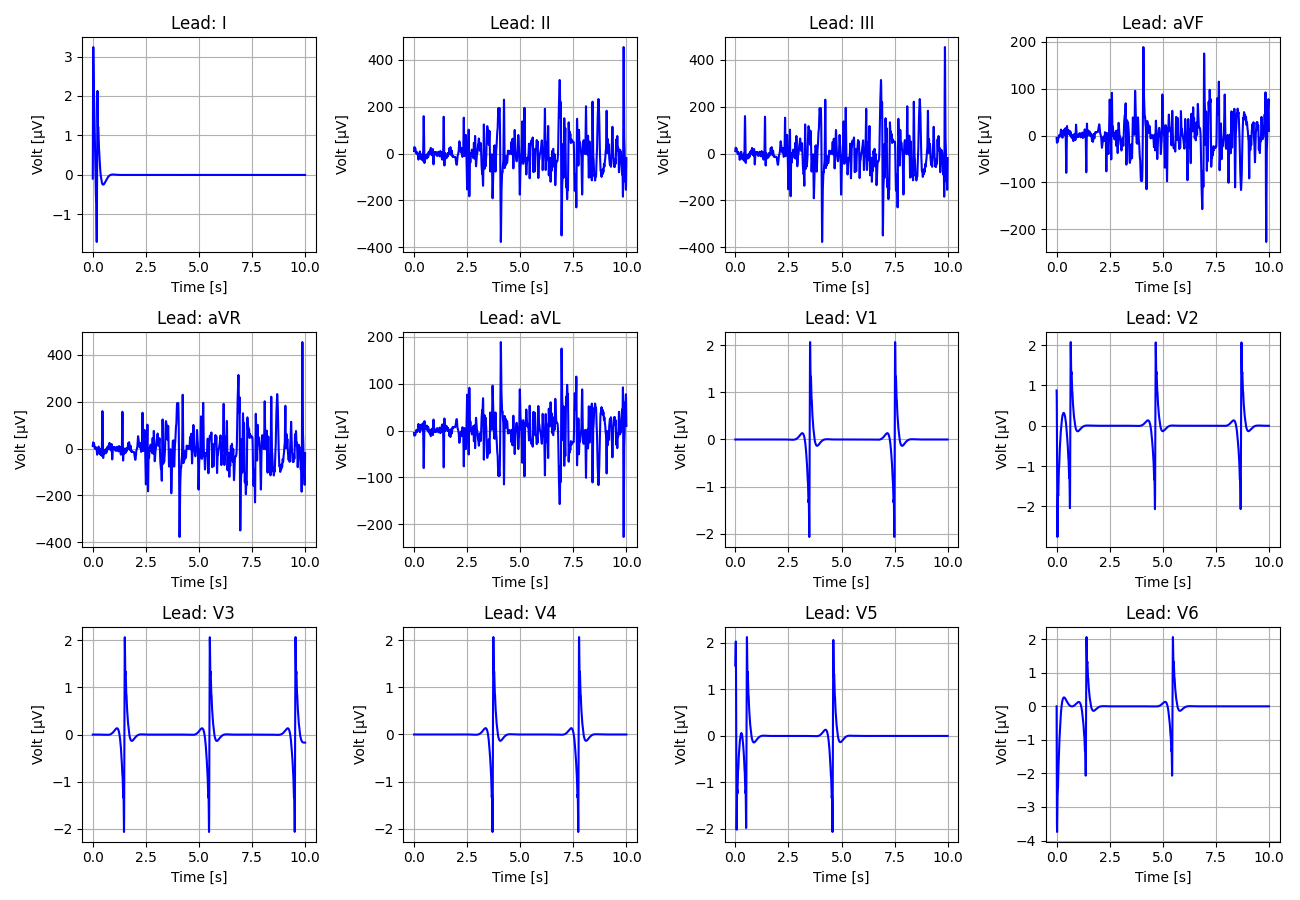 Lead: I Lead: II Lead: III Lead: aVF
Volt [µV] 3 2 1 0 −1
Volt [µV] 400 200 0 −200 −400
Volt [µV] 400 200 0 −200 −400
Volt [µV] 200 100 0 −100 −200
0.0 2.5 5.0 7.5 10.0 0.0 2.5 5.0 7.5 10.0 0.0 2.5 5.0 7.5 10.0 0.0 2.5 5.0 7.5 10.0
Time [s] Time [s] Time [s] Time [s]
Lead: aVR Lead: aVL Lead: V1 Lead: V2
Volt [µV] 400 200 0 −200 −400
Volt [µV] 200 100 0 −100 −200
Volt [µV] 2 1 0 −1 −2
Volt [µV] 2 1 0 −1 −2
0.0 2.5 5.0 7.5 10.0 0.0 2.5 5.0 7.5 10.0 0.0 2.5 5.0 7.5 10.0 0.0 2.5 5.0 7.5 10.0
Time [s] Time [s] Time [s] Time [s]
Lead: V3 Lead: V4 Lead: V5 Lead: V6
Volt [µV] 2 1 0 −1 −2
Volt [µV] 2 1 0 −1 −2
Volt [µV] 2 1 0 −1 −2
Volt [µV] 2 1 0 −1 −2 −3 −4
0.0 2.5 5.0 7.5 10.0 0.0 2.5 5.0 7.5 10.0 0.0 2.5 5.0 7.5 10.0 0.0 2.5 5.0 7.5 10.0
Time [s] Time [s] Time [s] Time [s]